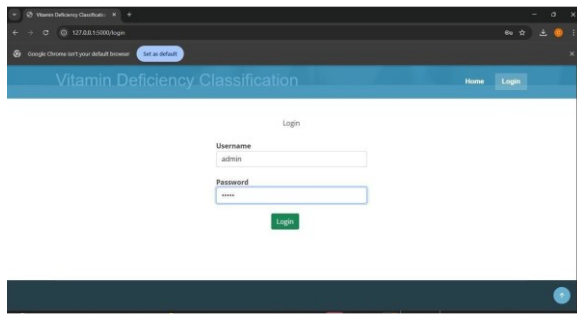 Vitamin Deficiency Classificatio
127.0.0.1:5000/login
Google Chrome isn't your default browser Set as default
Vitamin Deficiency Classification Home Login
Login
Username
admin
Password
•••••
Login